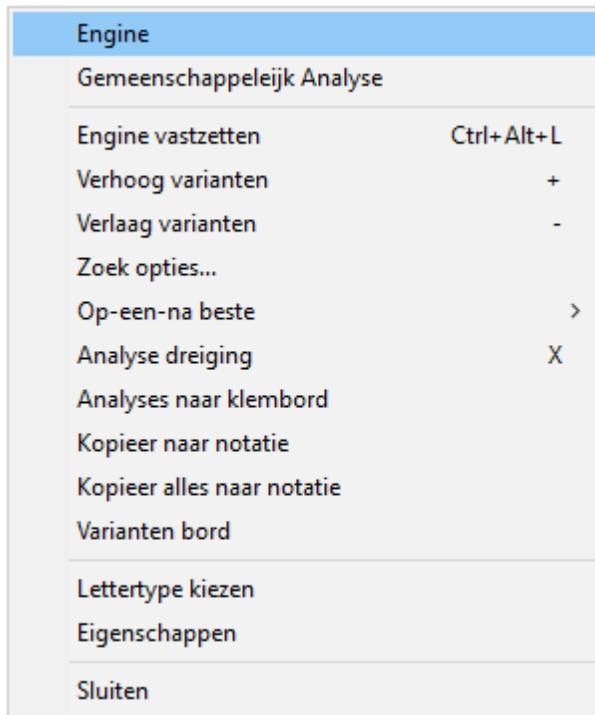 Engine
Gemeenschappeleijk Analyse
Engine vastzetten Ctrl+Alt+L
Verhoog varianten +
Verlaag varianten -
Zoek opties...
Op-een-na beste >
Analyse dreiging X
Analyses naar klembord
Kopieer naar notatie
Kopieer alles naar notatie
Varianten bord
Lettertype kiezen
Eigenschappen
Sluiten